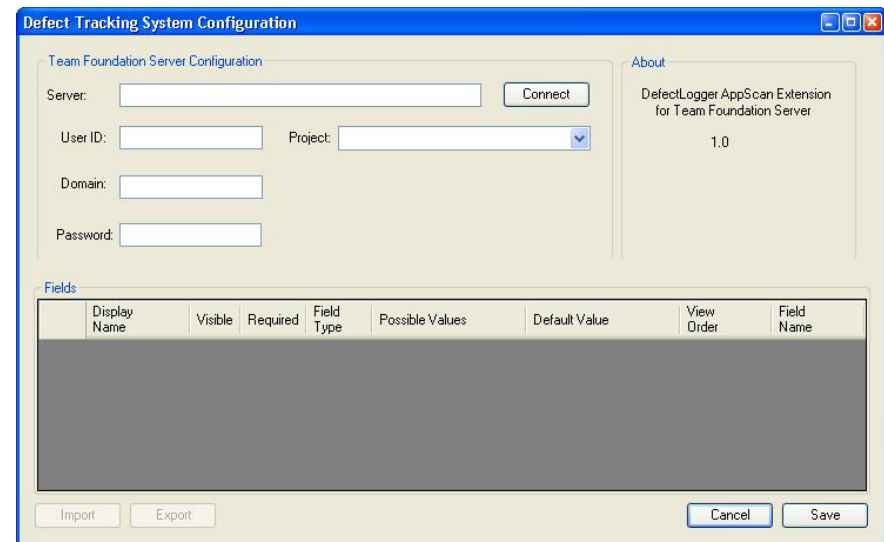 Defect Tracking System Configuration
Team Foundation Server Configuration
Server:
Connect
User ID:
Project:
Domain:
Password:
About
DefectLogger AppScan Extension
for Team Foundation Server
1.0
Fields
Display Name
Visible
Required
Field Type
Possible Values
Default Value
View Order
Field Name
Import
Export
Cancel
Save